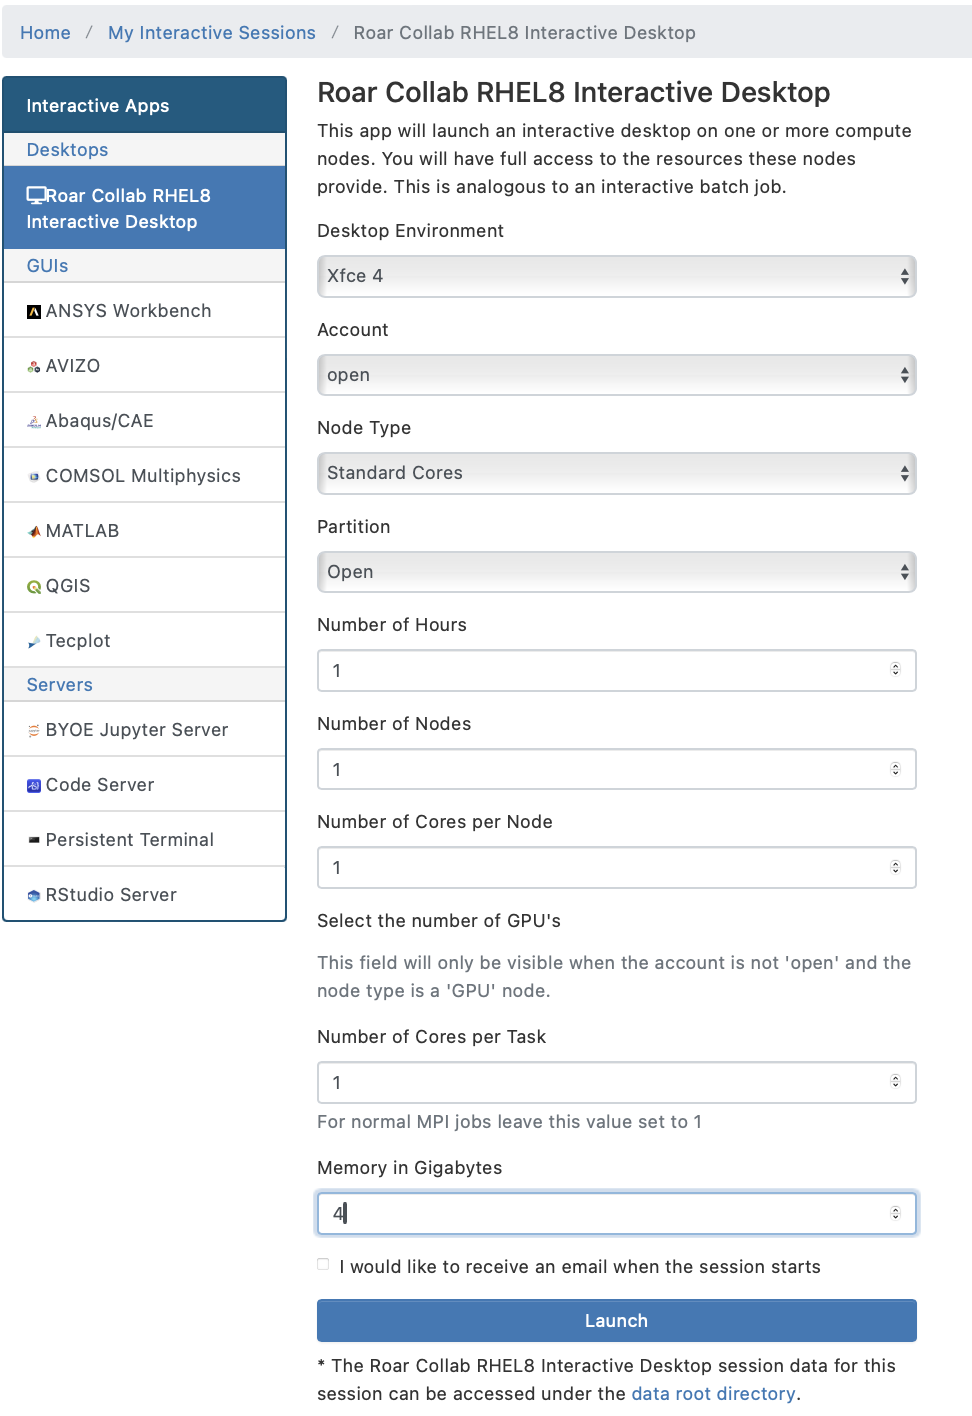 Home / My Interactive Sessions / Roar Collab RHEL8 Interactive Desktop
Interactive Apps
Desktops
Roar Collab RHEL8
Interactive Desktop
GUIs
ANSYS Workbench
AVIZO
Abaqus/CAE
COMSOL Multiphysics
MATLAB
QGIS
Tecplot
Servers
BYOE Jupyter Server
Code Server
Persistent Terminal
RStudio Server
Roar Collab RHEL8 Interactive Desktop
This app will launch an interactive desktop on one or more compute
nodes. You will have full access to the resources these nodes
provide. This is analogous to an interactive batch job.
Desktop Environment
Xfce 4
Account
open
Node Type
Standard Cores
Partition
Open
Number of Hours
1
Number of Nodes
1
Number of Cores per Node
1
Select the number of GPU's
This field will only be visible when the account is not 'open' and the
node type is a 'GPU' node.
Number of Cores per Task
1
For normal MPI jobs leave this value set to 1
Memory in Gigabytes
4
I would like to receive an email when the session starts
Launch
* The Roar Collab RHEL8 Interactive Desktop session data for this
session can be accessed under the data root directory.